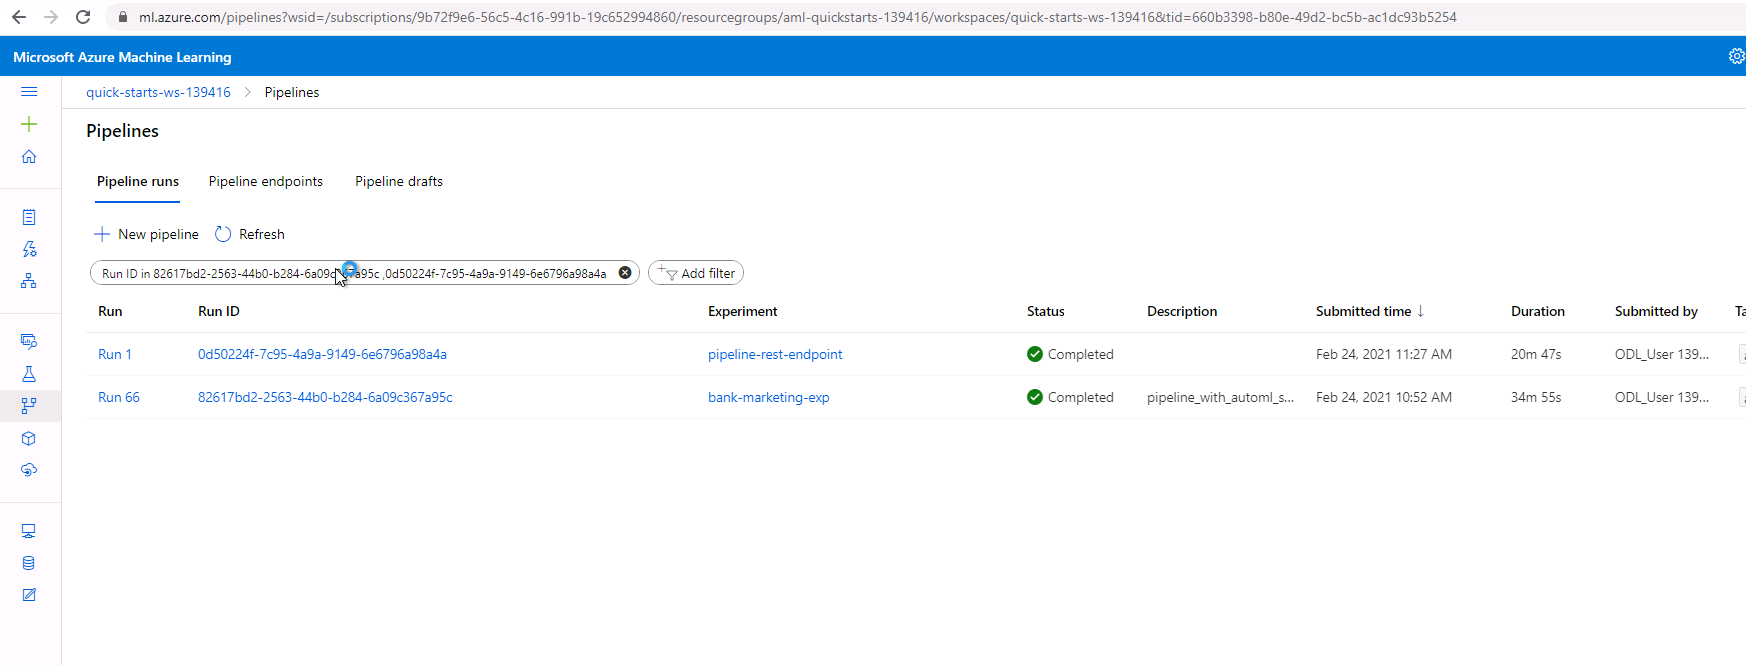 ml.azure.com/pipelines?wsid=/subscriptions/9b72f9e6-56c5-4c16-991b-19c652994860/resourcegroups/aml-quickstarts-139416/workspaces/quick-starts-ws-139416&tid=660b3398-b80e-49d2-bc5b-ac1dc93b5254
Microsoft Azure Machine Learning
quick-starts-ws-139416 > Pipelines
Pipelines
Pipeline runs Pipeline endpoints Pipeline drafts
New pipeline Refresh
Run ID in 82617bd2-2563-44b0-b284-6a09c a95c ,0d50224f-7c95-4a9a-9149-6e6796a98a4a Add filter
Run Run ID Experiment Status Description Submitted time ↓ Duration Submitted by
Run 1 0d50224f-7c95-4a9a-9149-6e6796a98a4a pipeline-rest-endpoint Completed Feb 24, 2021 11:27 AM 20m 47s ODL_User 139...
Run 66 82617bd2-2563-44b0-b284-6a09c367a95c bank-marketing-exp Completed pipeline_with_automl_s... Feb 24, 2021 10:52 AM 34m 55s ODL_User 139...